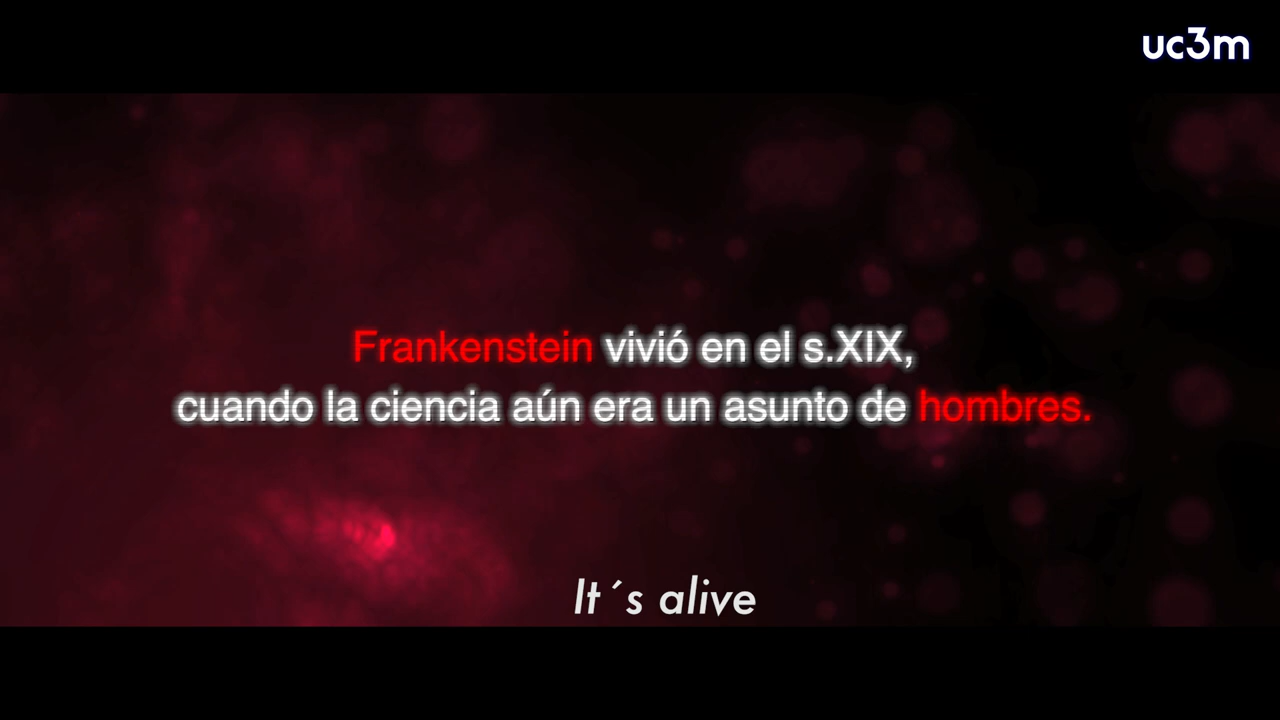 uc3m
Frankenstein vivió en el s.XIX,
cuando la ciencia aún era un asunto de hombres.
It´s alive